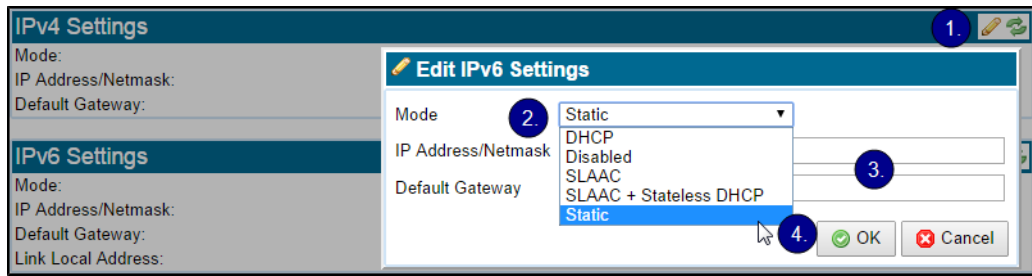 IPv4 Settings
1.
Mode:
IP Address/Netmask:
Default Gateway:
IPv6 Settings
Mode:
IP Address/Netmask:
Default Gateway:
Link Local Address:
Edit IPv6 Settings
Mode
2.
Static
DHCP
Disabled
SLAAC
SLAAC + Stateless DHCP
Static
IP Address/Netmask
Default Gateway
3.
4.
OK
Cancel